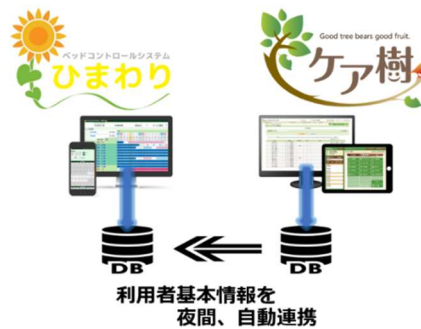 ベッドコントロールシステム
ひまわり
Good tree bears good fruit.
ケア樹
DB
DB
利用者基本情報を
夜間、自動連携